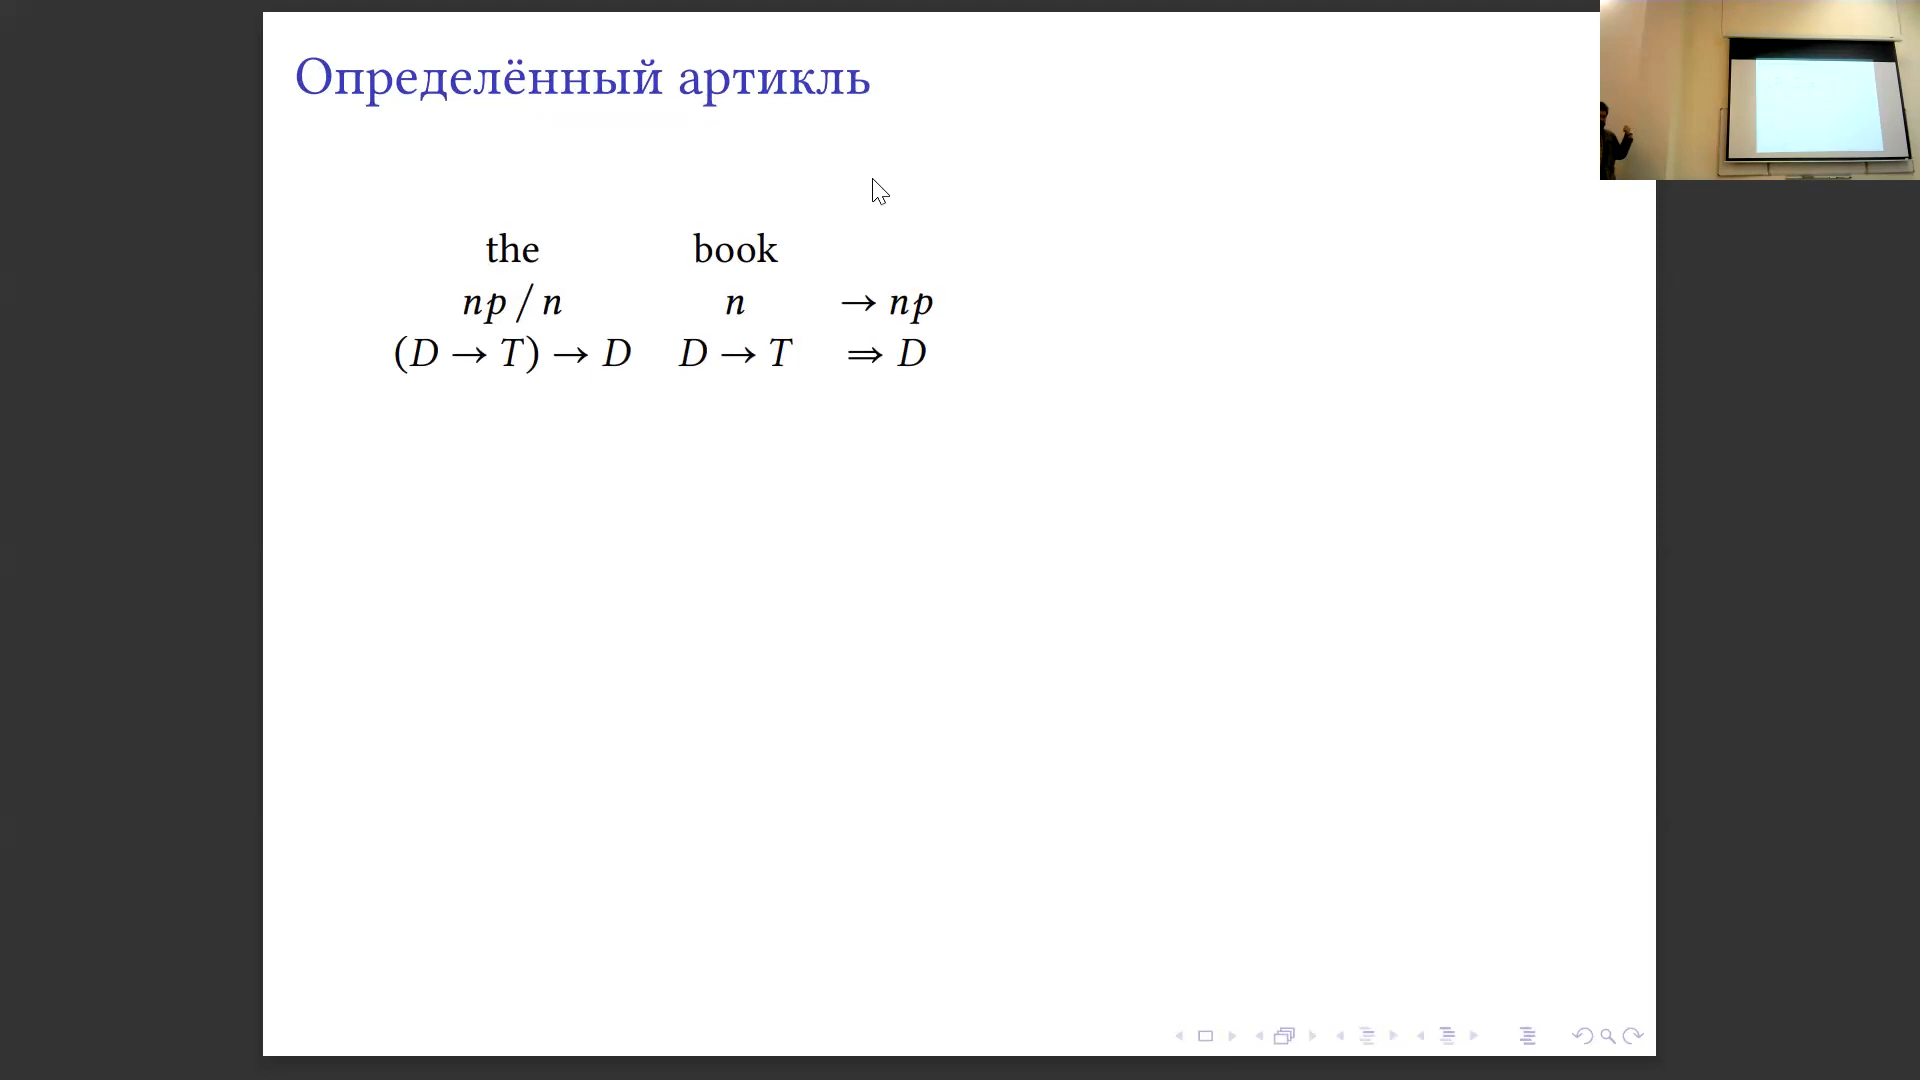 Определённый артикль
the book
np / n n → np
(D → T) → D D → T ⇒ D